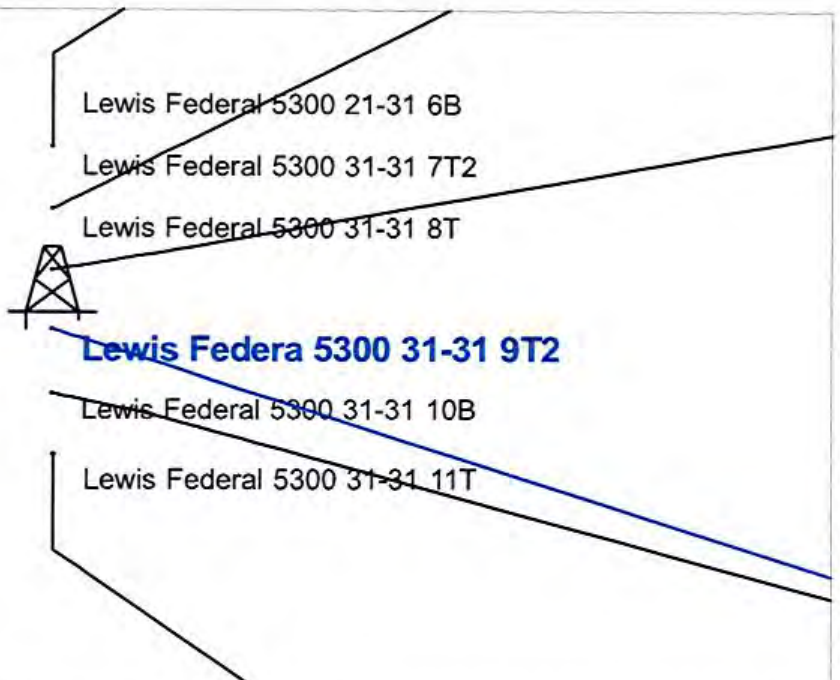 Lewis Federal 5300 21-31 6B
Lewis Federal 5300 31-31 7T2
Lewis Federal 5300 31-31 8T
Lewis Federa 5300 31-31 9T2
Lewis Federal 5300 31-31 10B
Lewis Federal 5300 31-31 11T